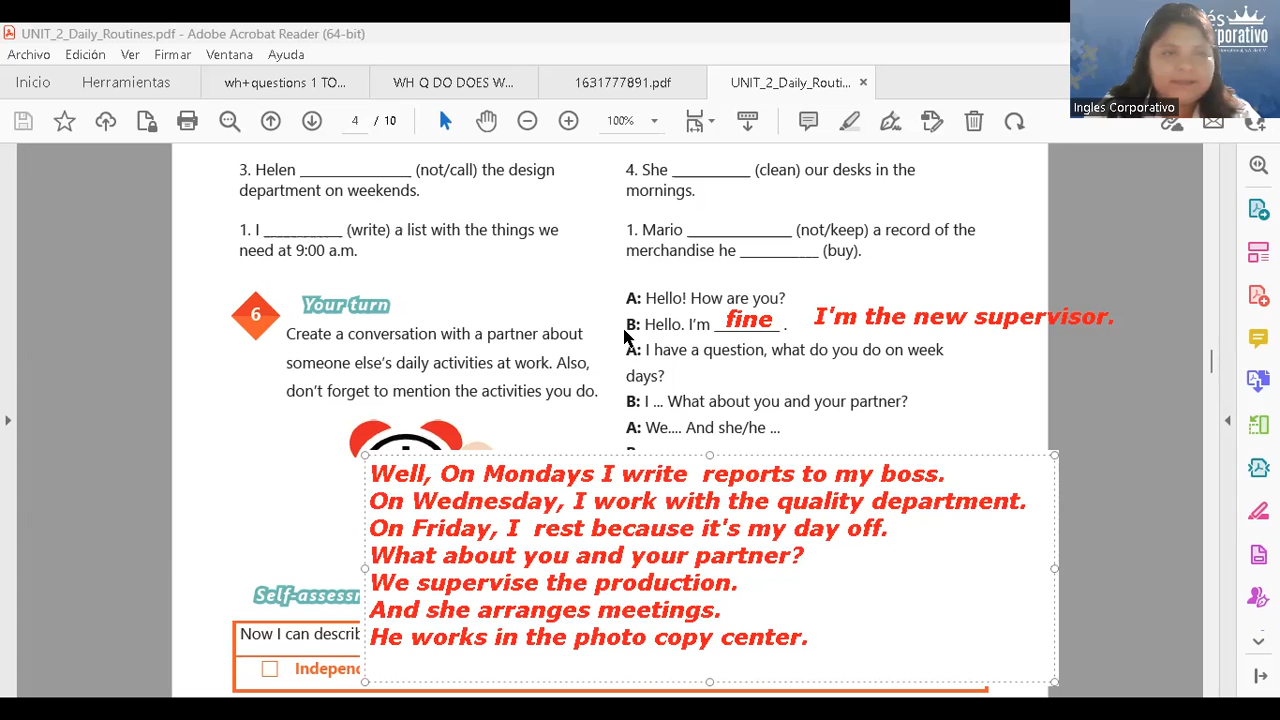 UNIT_2_Daily_Routines.pdf - Adobe Acrobat Reader (64-bit)
Archivo Edición Ver Firmar Ventana Ayuda
Inicio Herramientas wh+questions 1 TO... WH Q DO DOES W... 1631777891.pdf UNIT_2_Daily_Routi... ×
4 / 10 100%
Corporativo
Ingles Corporativo
3. Helen ______________ (not/call) the design
department on weekends.
1. I __________ (write) a list with the things we
need at 9:00 a.m.
6 Your turn
Create a conversation with a partner about
someone else's daily activities at work. Also,
don't forget to mention the activities you do.
4. She __________ (clean) our desks in the
mornings.
1. Mario ______________ (not/keep) a record of the
merchandise he __________ (buy).
A: Hello! How are you?
B: Hello. I'm fine . I'm the new supervisor.
A: I have a question, what do you do on week
days?
B: I ... What about you and your partner?
A: We.... And she/he ...
Well, On Mondays I write reports to my boss.
On Wednesday, I work with the quality department.
On Friday, I rest because it's my day off.
What about you and your partner?
We supervise the production.
And she arranges meetings.
He works in the photo copy center.
Self-assessm
Now I can describ
Indepen